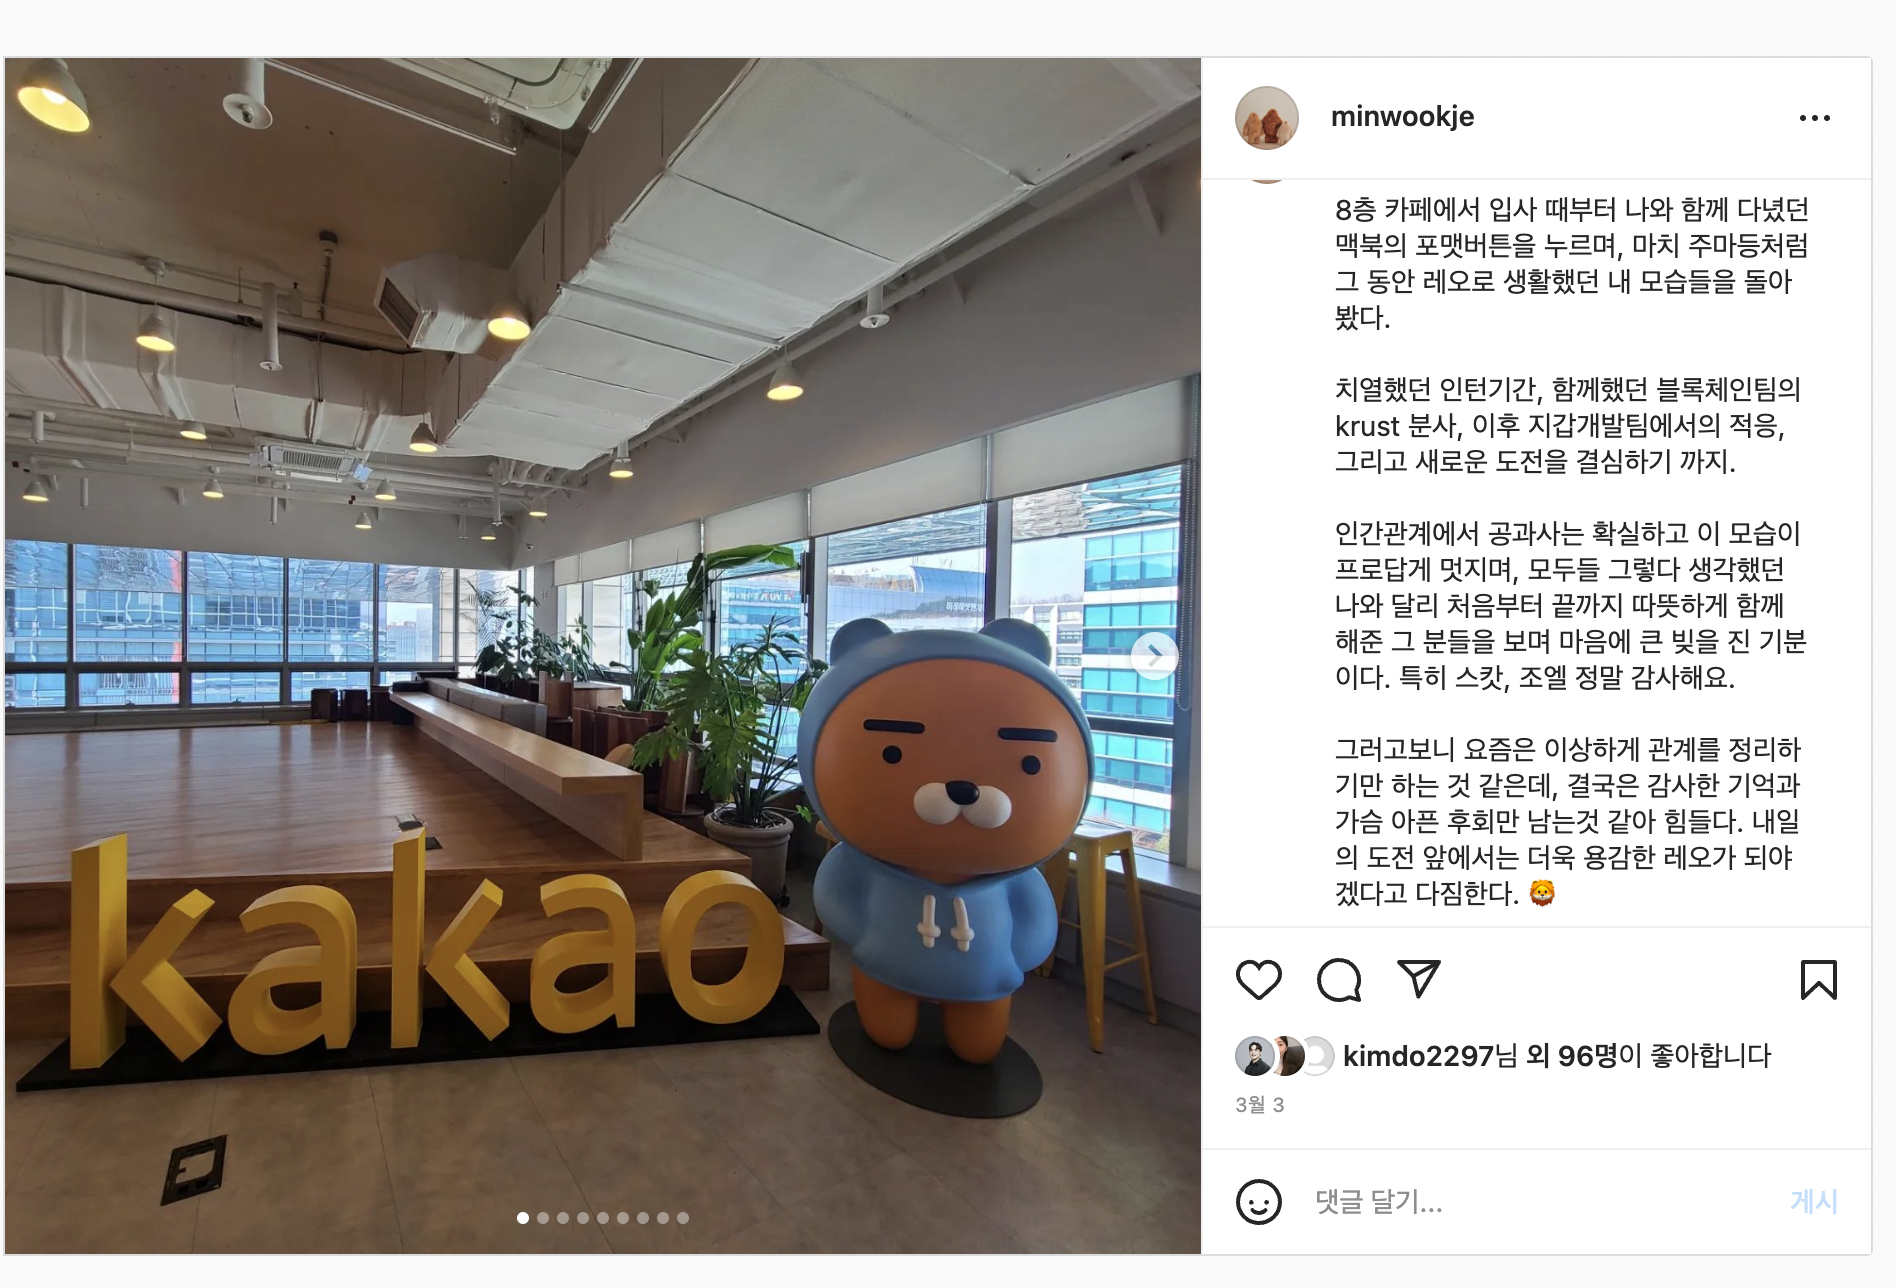 kakao
minwookje
8층 카페에서 입사 때부터 나와 함께 다녔던
맥북의 포맷버튼을 누르며, 마치 주마등처럼
그 동안 레오로 생활했던 내 모습들을 돌아
봤다.
치열했던 인턴기간, 함께했던 블록체인팀의
krust 분사, 이후 지갑개발팀에서의 적응,
그리고 새로운 도전을 결심하기 까지.
인간관계에서 공과사는 확실하고 이 모습이
프로답게 멋지며, 모두들 그렇다 생각했던
나와 달리 처음부터 끝까지 따뜻하게 함께
해준 그 분들을 보며 마음에 큰 빚을 진 기분
이다. 특히 스캇, 조엘 정말 감사해요.
그러고보니 요즘은 이상하게 관계를 정리하
기만 하는 것 같은데, 결국은 감사한 기억과
가슴 아픈 후회만 남는것 같아 힘들다. 내일
의 도전 앞에서는 더욱 용감한 레오가 되야
겠다고 다짐한다. 🦁
kimdo2297님 외 96명이 좋아합니다
3월 3
댓글 달기...
게시